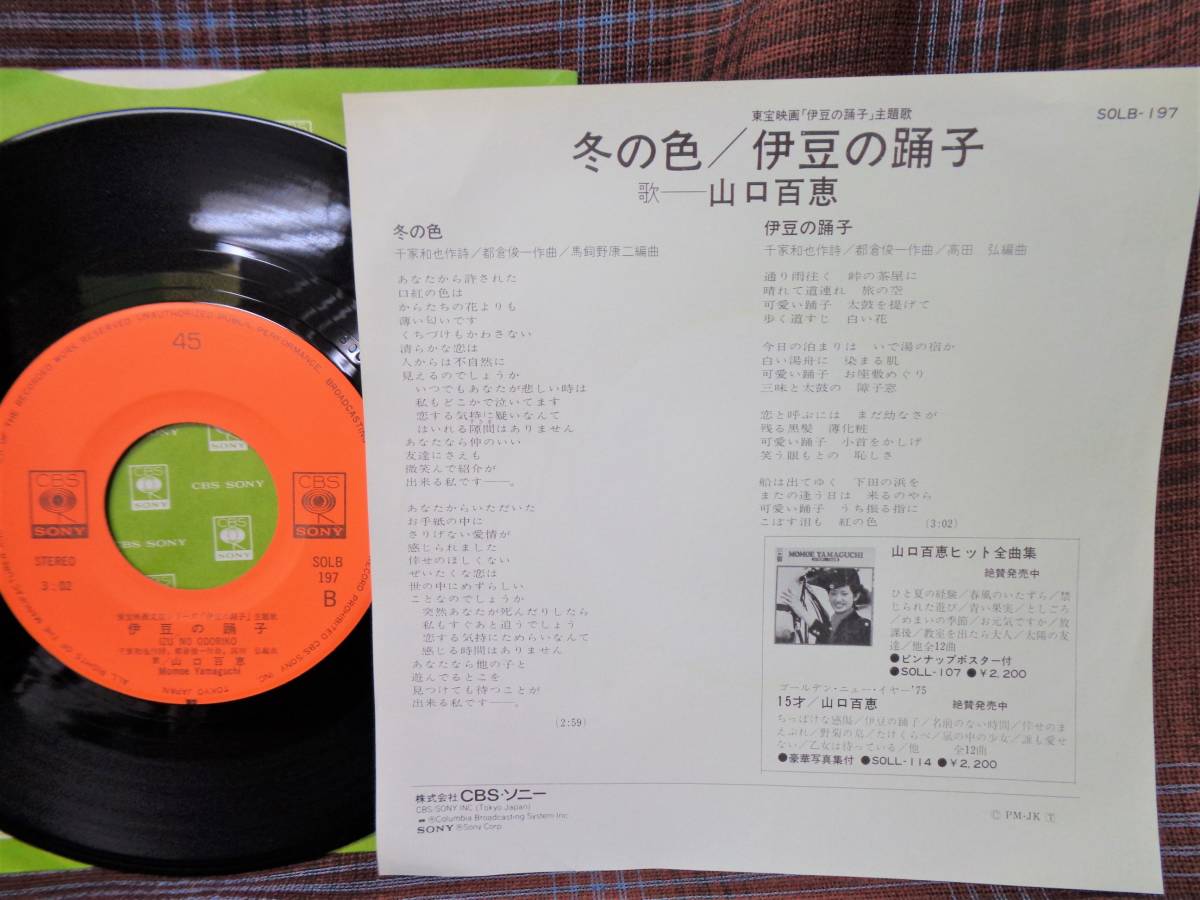 45
CBS
SONY
CBS
SONY
STEREO
3:02
SOLB
197
B
伊豆の踊子
IZU NO ODORIKO
歌/山口百恵
Momoe Yamaguchi
SONY
CBS SONY
CBS SONY
SONY
東宝映画「伊豆の踊子」主題歌
SOLB-197
冬の色/伊豆の踊子
歌──山口百恵
冬の色
千家和也作詩/都倉俊一作曲/馬飼野康二編曲
あなたから許された
口紅の色は
からたちの花よりも
薄い匂いです
くちづけもかわさない
清らかな恋は
人からは不自然に
見えるのでしょうか
いつでもあなたが悲しい時は
私もどこかで泣いてます
恋する気持に疑いなんて
はいれる隙間はありません
あなたなら仲のいい
友達にさえも
微笑んで紹介が
出来る私です──。
あなたからいただいた
お手紙の中に
さりげない愛情が
感じられました
倖せのほしくない
ぜいたくな恋は
世の中にめずらしい
ことなのでしょうか
突然あなたが死んだりしたら
私もすぐあと追うでしょう
恋する気持にためらいなんて
感じる時間はありません
あなたなら他の子と
遊んでるとこを
見つけても待つことが
出来る私です──。
(2:59)
伊豆の踊子
千家和也作詩/都倉俊一作曲/高田 弘編曲
通り雨往く 峠の茶屋に
晴れて道連れ 旅の空
可愛い踊子 太鼓を提げて
歩く道すじ 白い花
今日の泊まりは いで湯の宿か
白い湯舟に 染まる肌
可愛い踊子 お座敷めぐり
三味と太鼓の 障子窓
恋と呼ぶには まだ幼なさが
残る黒髪 薄化粧
可愛い踊子 小首をかしげ
笑う眼もとの 恥しさ
船は出てゆく 下田の浜を
またの逢う日は 来るのやら
可愛い踊子 うち振る指に
こぼす泪も 紅の色 (3:02)
MOMOE YAMAGUCHI
山口百恵ヒット全曲集
絶賛発売中
ひと夏の経験/春風のいたずら/禁
じられた遊び/青い果実/としごろ
/めまいの季節/お元気ですか/放
課後/教室を出たら大人/太陽の友
達/他全12曲
●ピンナップポスター付
●SOLL-107 ●¥2,200
ゴールデン・ニュー・イヤー'75
15才/山口百恵 絶賛発売中
ちっぽけな感傷/伊豆の踊子/名前のない時間/倖せのま
えぶれ/野菊の墓/たけくらべ/嵐の中の少女/誰も愛せ
ない/乙女は待っている/他 全12曲
●豪華写真集付 ●SOLL-114 ●¥2,200
株式会社CBS・ソニー
CBS/SONY INC (Tokyo Japan)
®Columbia Broadcasting System Inc
SONY ®Sony Corp
© PM-JK Ⓣ